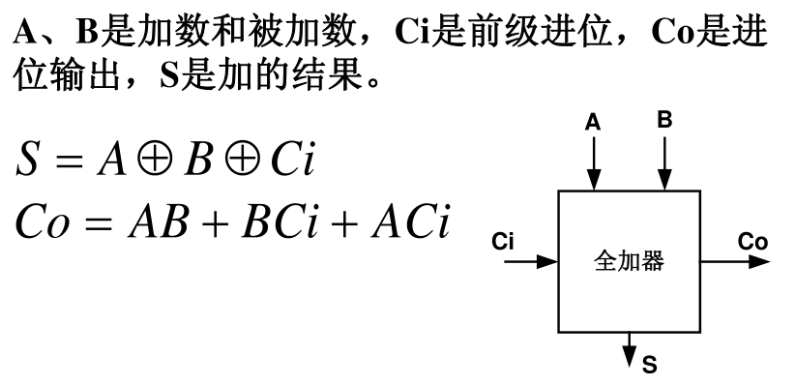 A、B是加数和被加数，Ci是前级进位，Co是进
位输出，S是加的结果。
S = A⊕B⊕Ci
Co = AB + BCi + ACi
A
B
Ci
全加器
Co
S